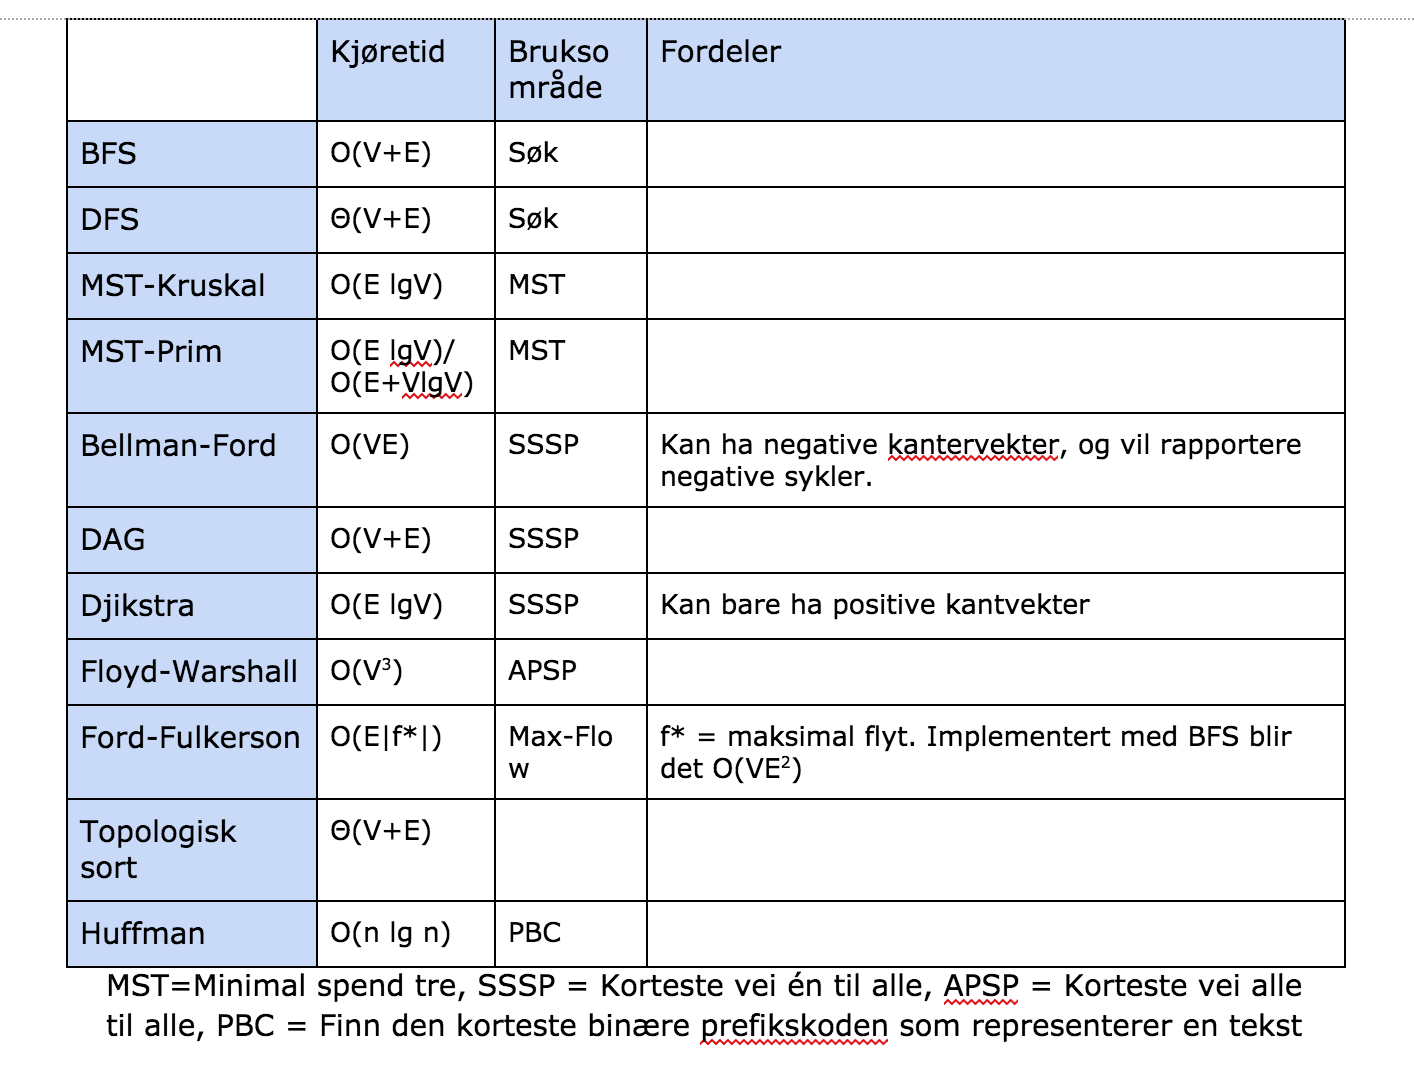 Kjøretid Brukso Fordeler
mråde
BFS O(V+E) Søk
DFS Θ(V+E) Søk
MST-Kruskal O(E lgV) MST
MST-Prim O(E lgV)/ MST
O(E+VlgV)
Bellman-Ford O(VE) SSSP Kan ha negative kantervekter, og vil rapportere
negative sykler.
DAG O(V+E) SSSP
Djikstra O(E lgV) SSSP Kan bare ha positive kantvekter
Floyd-Warshall O(V³) APSP
Ford-Fulkerson O(E|f*|) Max-Flo f* = maksimal flyt. Implementert med BFS blir
w det O(VE²)
Topologisk Θ(V+E)
sort
Huffman O(n lg n) PBC
MST=Minimal spend tre, SSSP = Korteste vei én til alle, APSP = Korteste vei alle
til alle, PBC = Finn den korteste binære prefikskoden som representerer en tekst